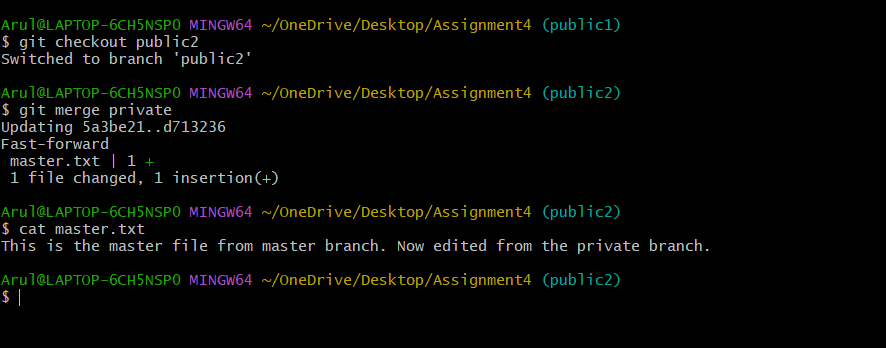 Arul@LAPTOP-6CH5NSP0 MINGW64 ~/OneDrive/Desktop/Assignment4 (public1)
$ git checkout public2
Switched to branch 'public2'
Arul@LAPTOP-6CH5NSP0 MINGW64 ~/OneDrive/Desktop/Assignment4 (public2)
$ git merge private
Updating 5a3be21..d713236
Fast-forward
master.txt | 1 +
1 file changed, 1 insertion(+)
Arul@LAPTOP-6CH5NSP0 MINGW64 ~/OneDrive/Desktop/Assignment4 (public2)
$ cat master.txt
This is the master file from master branch. Now edited from the private branch.
Arul@LAPTOP-6CH5NSP0 MINGW64 ~/OneDrive/Desktop/Assignment4 (public2)
$